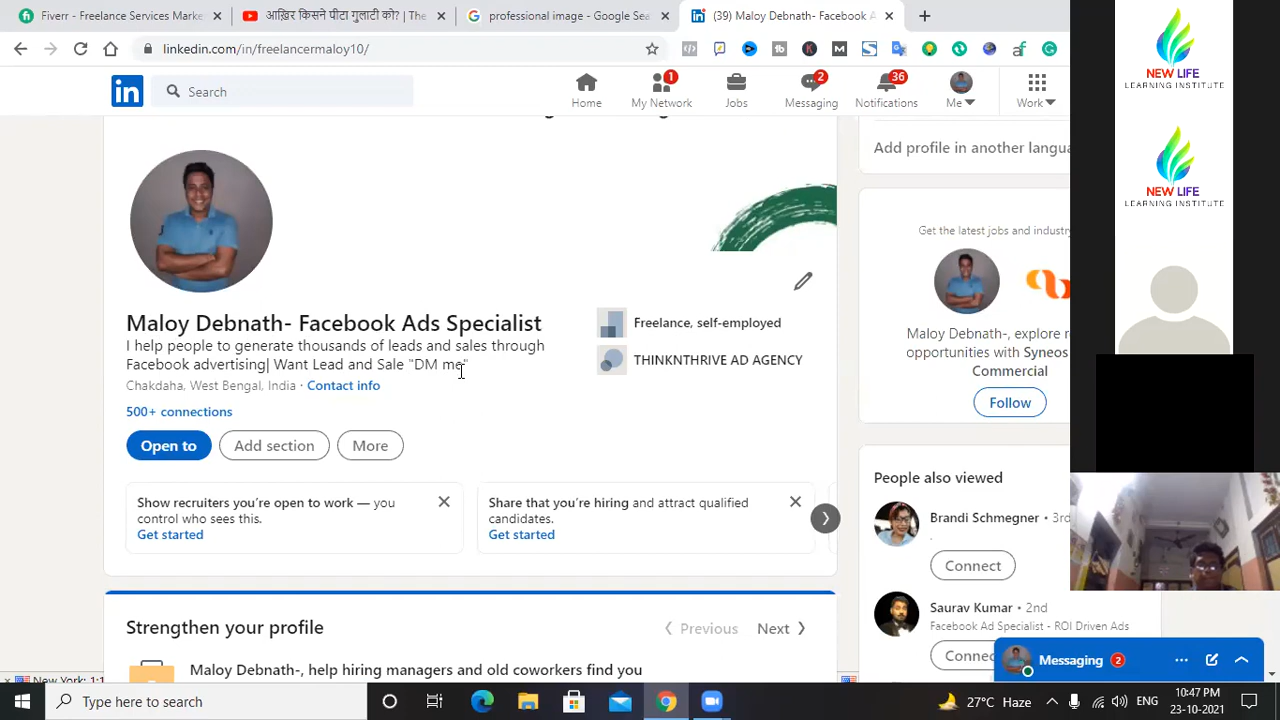 Fiverr - Freelance Services Marke
आख़िर किसने पीटा गुलाटी को? | The
professional image - Google Sea
(39) Maloy Debnath- Facebook A
linkedin.com/in/freelancermaloy10/
Search
Home
My Network
1
Jobs
Messaging
2
Notifications
36
Me
Work
Add profile in another langua
Get the latest jobs and industry
Maloy Debnath-, explore r
opportunities with Syneos
Commercial
Follow
Maloy Debnath- Facebook Ads Specialist
I help people to generate thousands of leads and sales through
Facebook advertising| Want Lead and Sale "DM me"
Chakdaha, West Bengal, India · Contact info
500+ connections
Freelance, self-employed
THINKNTHRIVE AD AGENCY
Open to
Add section
More
Show recruiters you're open to work — you
control who sees this.
Get started
Share that you're hiring and attract qualified
candidates.
Get started
People also viewed
Brandi Schmegner • 3rd
.
Connect
Saurav Kumar • 2nd
Facebook Ad Specialist - ROI Driven Ads
Connec
Strengthen your profile
Previous
Next
Maloy Debnath-, help hiring managers and old coworkers find you
Messaging 2
New York: 1:1
Type here to search
27°C Haze
ENG
10:47 PM
23-10-2021
NEW LIFE
LEARNING INSTITUTE
NEW LIFE
LEARNING INSTITUTE